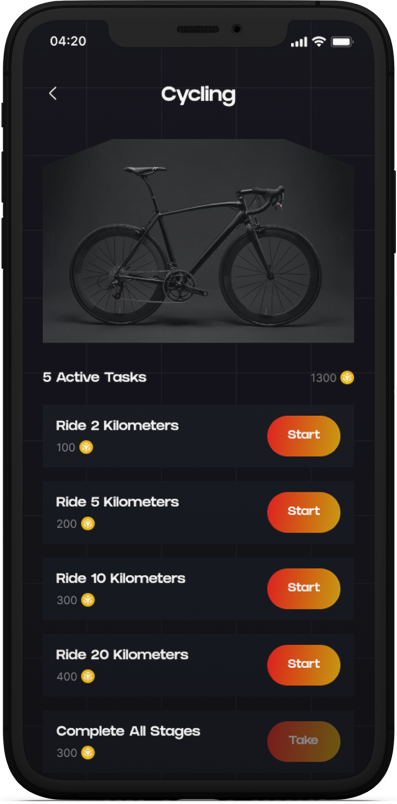 04:20
Cycling
5 Active Tasks 1300
Ride 2 Kilometers
100
Start
Ride 5 Kilometers
200
Start
Ride 10 Kilometers
300
Start
Ride 20 Kilometers
400
Start
Complete All Stages
300
Take